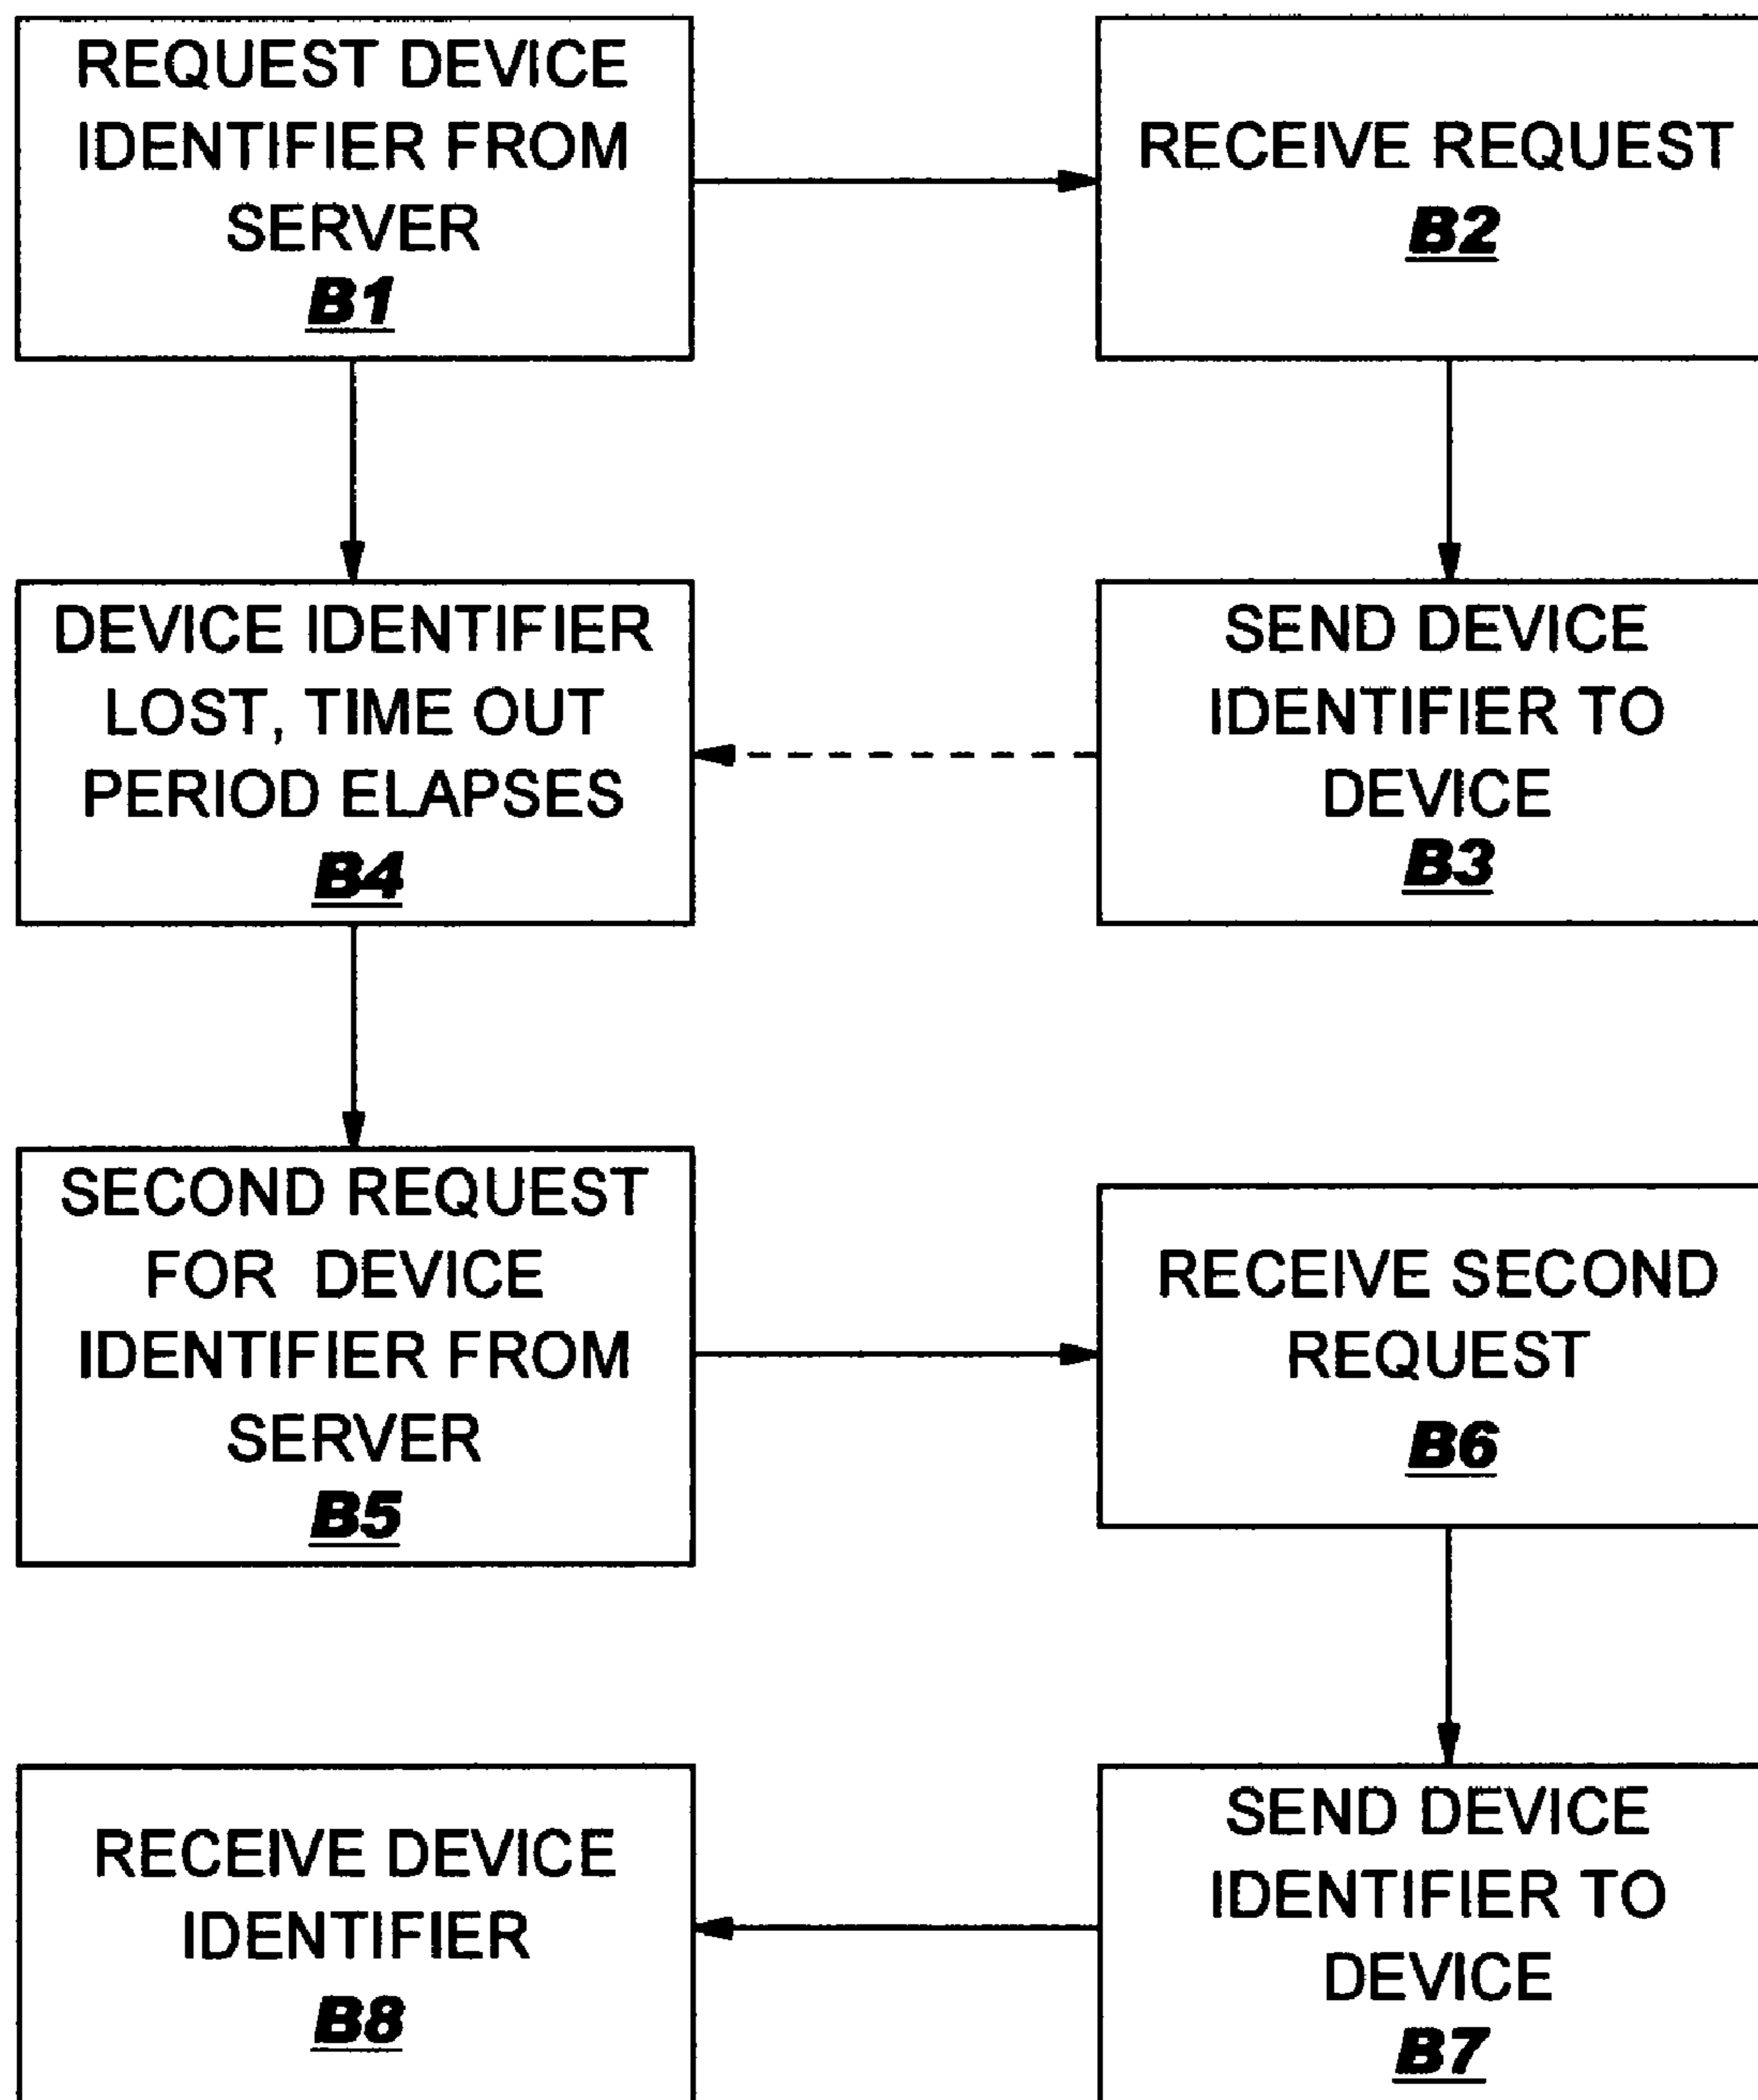 REQUEST DEVICE
IDENTIFIER FROM
SERVER
B1
RECEIVE REQUEST
B2
DEVICE IDENTIFIER
LOST, TIME OUT
PERIOD ELAPSES
B4
SEND DEVICE
IDENTIFIER TO
DEVICE
B3
SECOND REQUEST
FOR DEVICE
IDENTIFIER FROM
SERVER
B5
RECEIVE SECOND
REQUEST
B6
RECEIVE DEVICE
IDENTIFIER
B8
SEND DEVICE
IDENTIFIER TO
DEVICE
B7